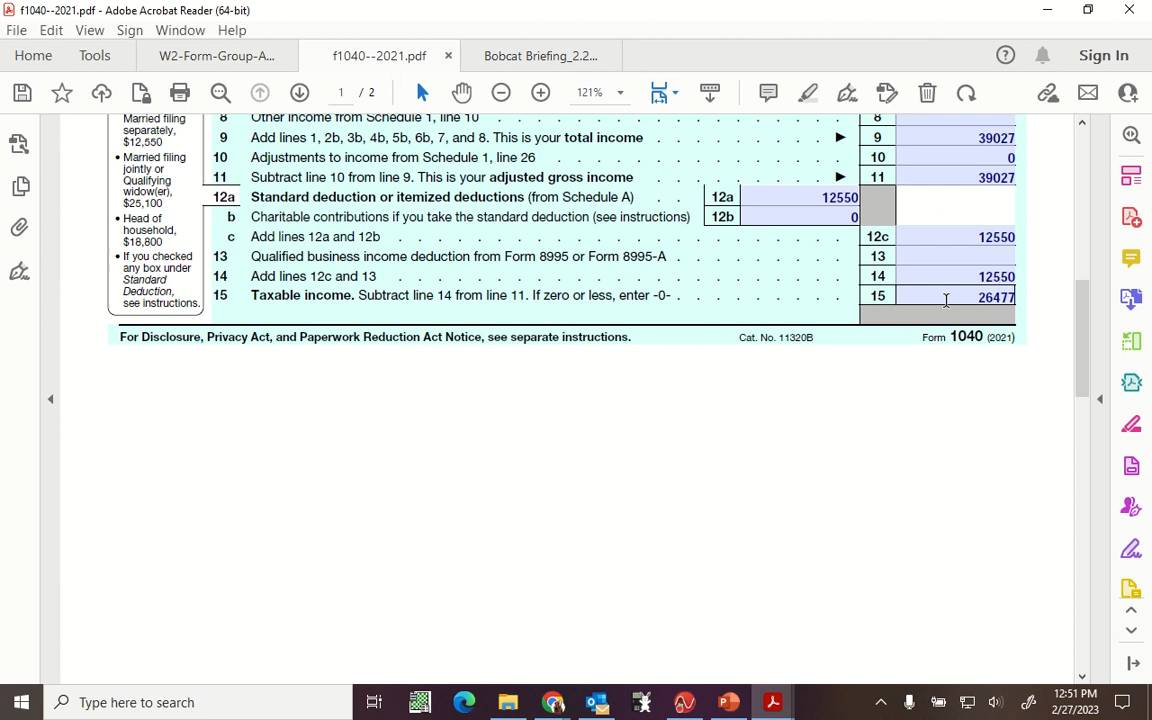 f1040--2021.pdf - Adobe Acrobat Reader (64-bit)
File Edit View Sign Window Help
Home Tools W2-Form-Group-A... f1040--2021.pdf × Bobcat Briefing_2.2... Sign In
1 / 2 121%
Married filing
separately,
$12,550
• Married filing
jointly or
Qualifying
widow(er),
$25,100
• Head of
household,
$18,800
• If you checked
any box under
Standard
Deduction,
see instructions.
8 Other income from Schedule 1, line 10 . . . . . . . . . . . . . . . . . . 8
9 Add lines 1, 2b, 3b, 4b, 5b, 6b, 7, and 8. This is your total income . . . . . . . . . ▶ 9 39027
10 Adjustments to income from Schedule 1, line 26 . . . . . . . . . . . . . . . 10 0
11 Subtract line 10 from line 9. This is your adjusted gross income . . . . . . . . . ▶ 11 39027
12a Standard deduction or itemized deductions (from Schedule A) . . 12a 12550
b Charitable contributions if you take the standard deduction (see instructions) 12b 0
c Add lines 12a and 12b . . . . . . . . . . . . . . . . . . . . . . 12c 12550
13 Qualified business income deduction from Form 8995 or Form 8995-A . . . . . . . . . 13
14 Add lines 12c and 13 . . . . . . . . . . . . . . . . . . . . . . 14 12550
15 Taxable income. Subtract line 14 from line 11. If zero or less, enter -0- . . . . . . . . . 15 26477
For Disclosure, Privacy Act, and Paperwork Reduction Act Notice, see separate instructions. Cat. No. 11320B Form 1040 (2021)
Type here to search
12:51 PM
2/27/2023